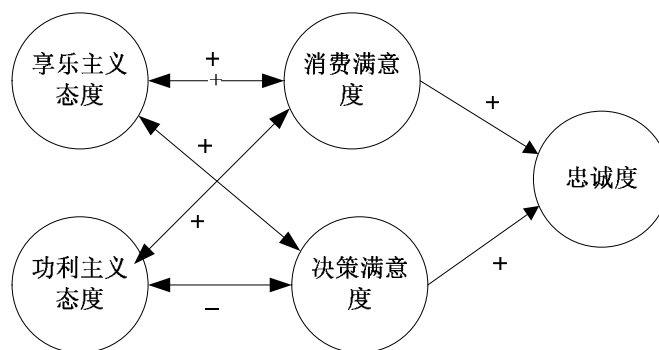 +
享乐主义
态度
+
消费满意
度
+
+
忠诚度
+
+
功利主义
态度
−
决策满意
度